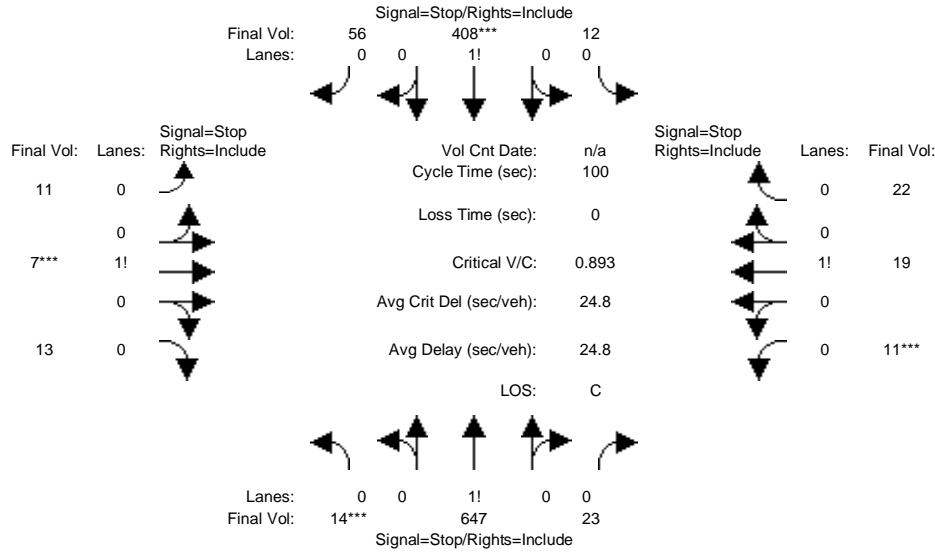 Signal=Stop/Rights=Include
Final Vol: 56 408*** 12
Lanes: 0 0 1! 0 0
Signal=Stop Signal=Stop
Final Vol: Lanes: Rights=Include Vol Cnt Date: n/a Rights=Include Lanes: Final Vol:
Cycle Time (sec): 100
11 0 0 22
Loss Time (sec): 0
0 0
7*** 1! Critical V/C: 0.893 1! 19
0 Avg Crit Del (sec/veh): 24.8 0
13 0 Avg Delay (sec/veh): 24.8 0 11***
LOS: C
Lanes: 0 0 1! 0 0
Final Vol: 14*** 647 23
Signal=Stop/Rights=Include